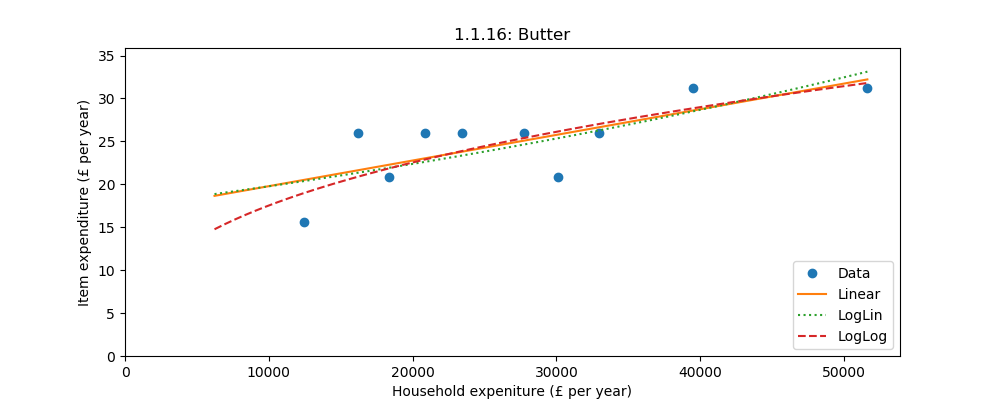 1.1.16: Butter
Item expenditure (£ per year)
35
30
25
20
15
10
5
0
0 10000 20000 30000 40000 50000
Household expeniture (£ per year)
Data
Linear
LogLin
LogLog